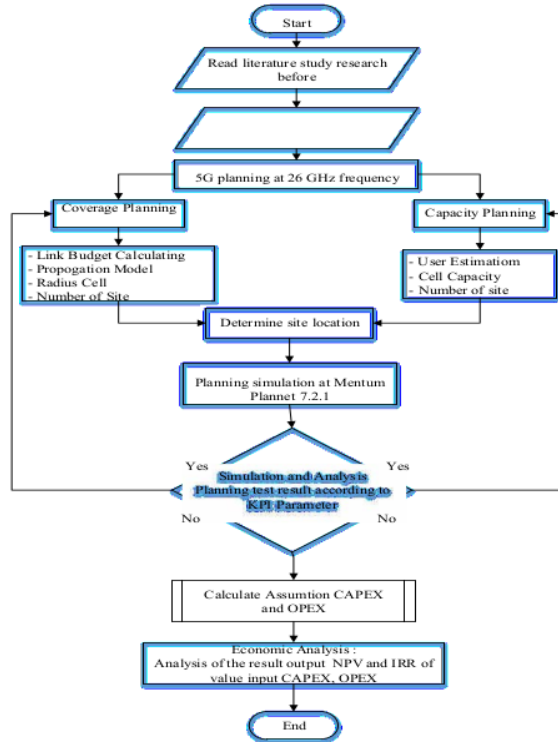 Start
Read literature study research
before
5G planning at 26 GHz frequency
Coverage Planning
Capacity Planning
- Link Budget Calculating
- Propogation Model
- Radius Cell
- Number of Site
- User Estimatiom
- Cell Capacity
- Number of site
Determine site location
Planning simulation at Mentum
Plannet 7.2.1
Yes
Yes
Simulation and Analysis
Planning test result according to
KPI Parameter
No
No
Calculate Assumtion CAPEX
and OPEX
Economic Analysis :
Analysis of the result output NPV and IRR of
value input CAPEX, OPEX
End